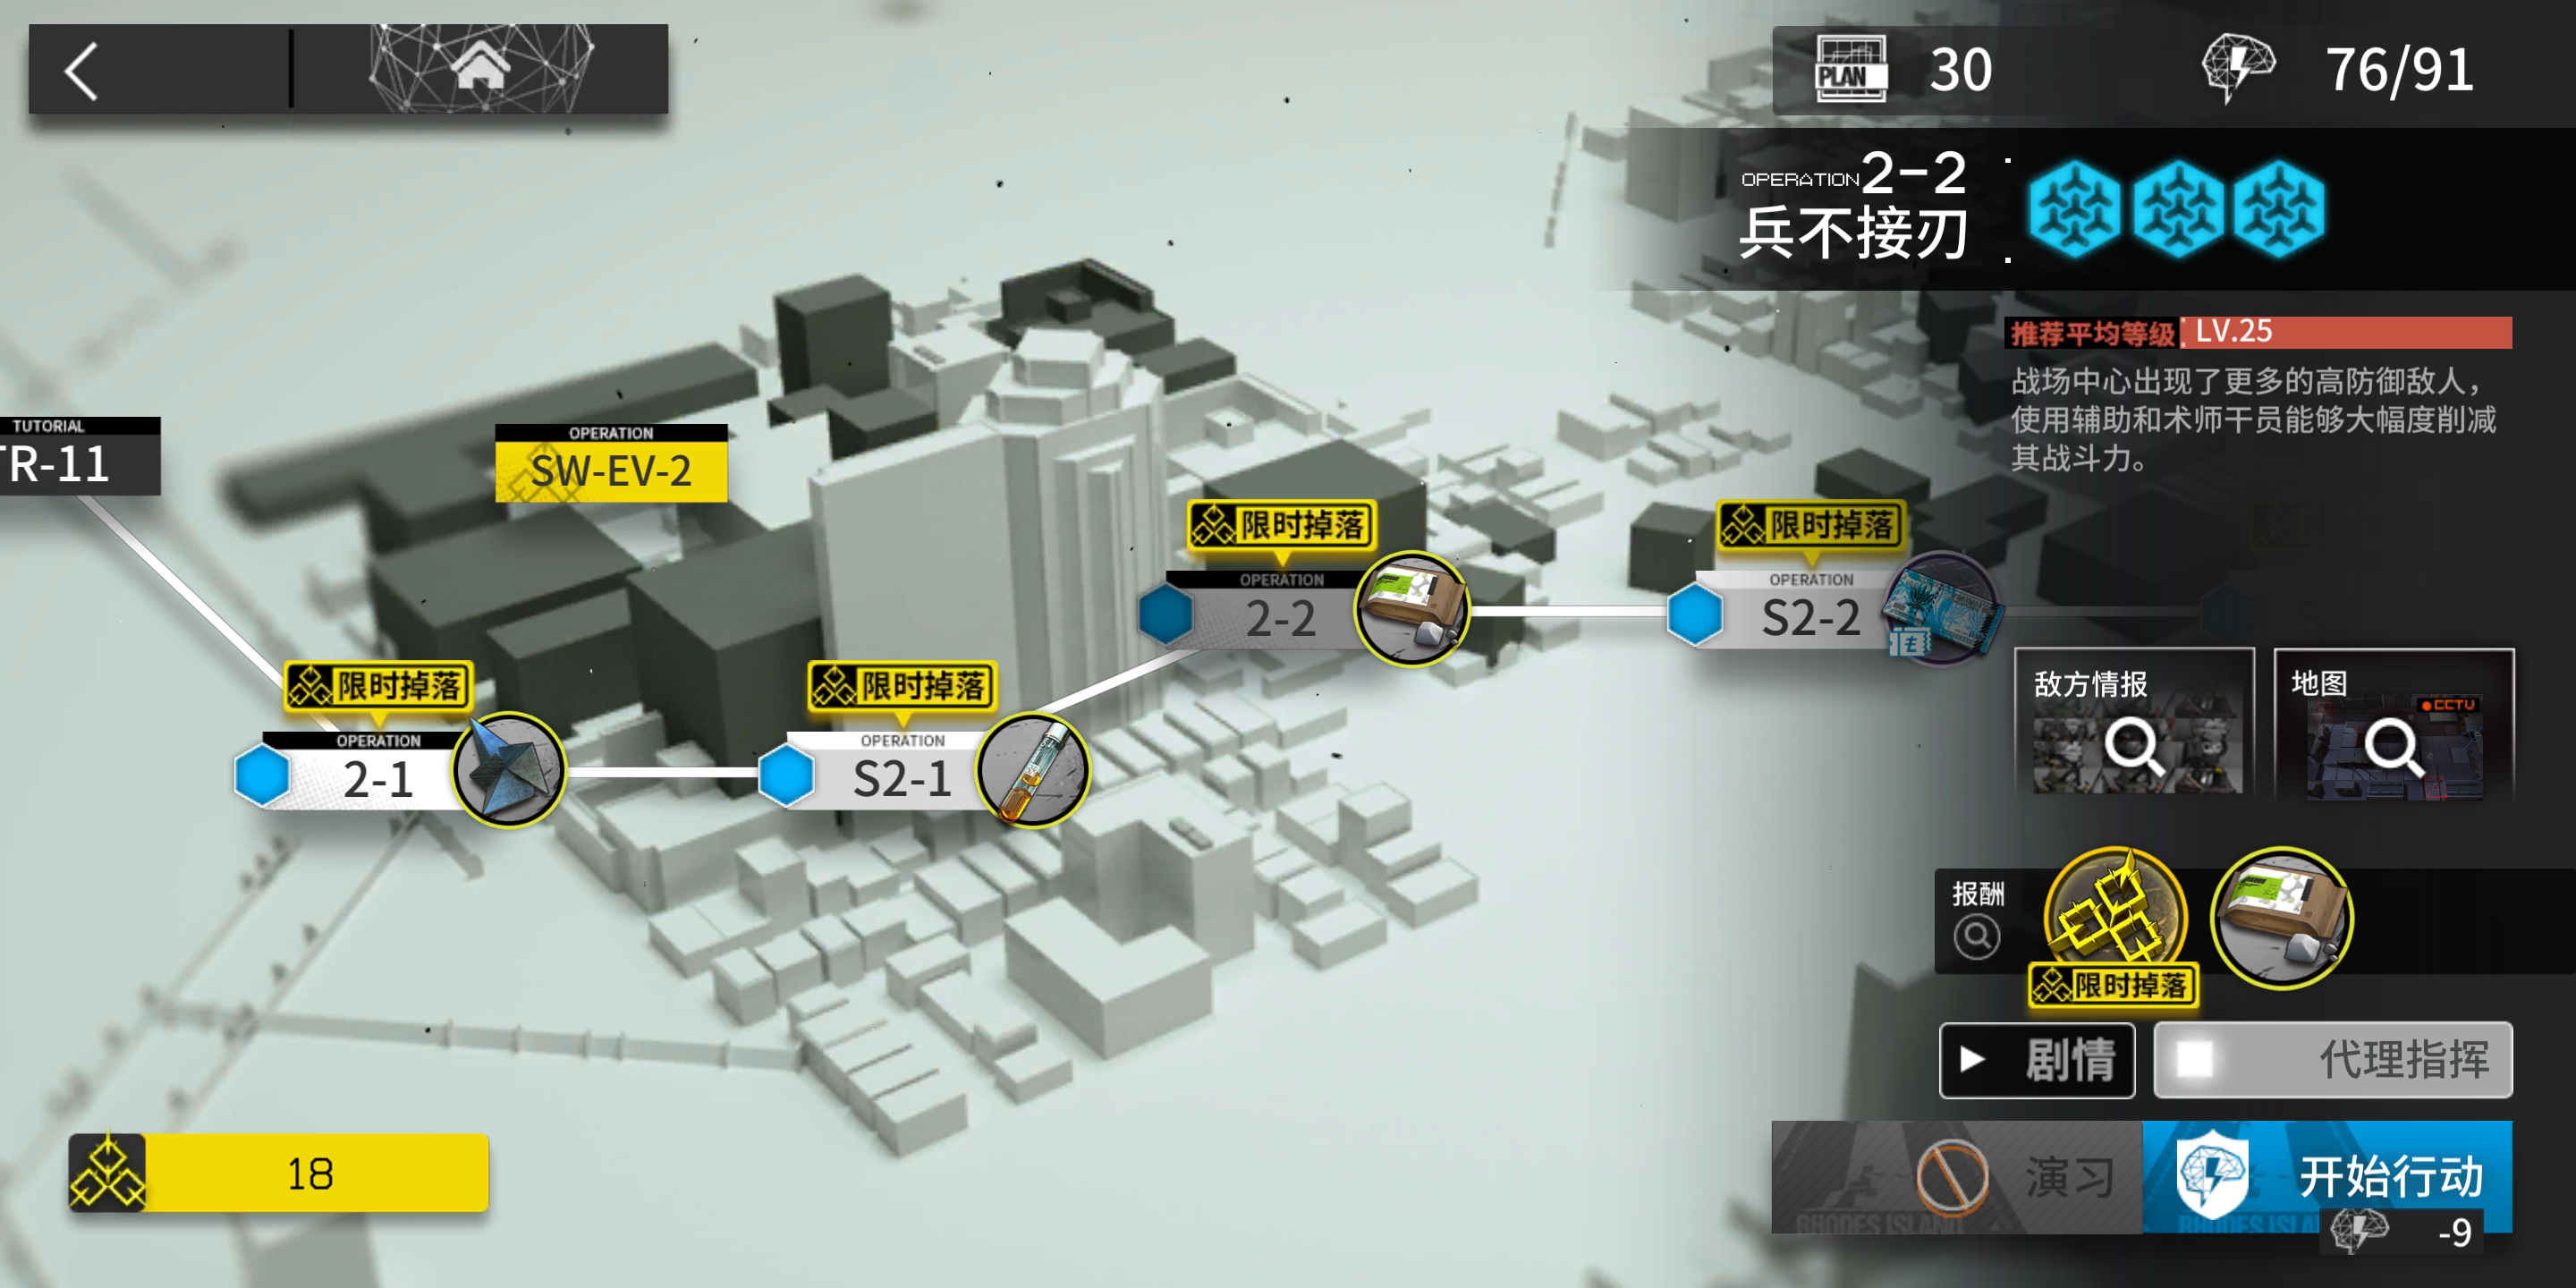 PLAN 30 76/91
OPERATION 2-2
兵不接刃
推荐平均等级 LV.25
战场中心出现了更多的高防御敌人，
使用辅助和术师干员能够大幅度削减
其战斗力。
TUTORIAL
TR-11
OPERATION
SW-EV-2
限时掉落
OPERATION
2-2
限时掉落
OPERATION
S2-2
限时掉落
OPERATION
2-1
限时掉落
OPERATION
S2-1
敌方情报
地图
CCTV
报酬
限时掉落
剧情
代理指挥
18
演习
RHODES ISLAND
开始行动
-9